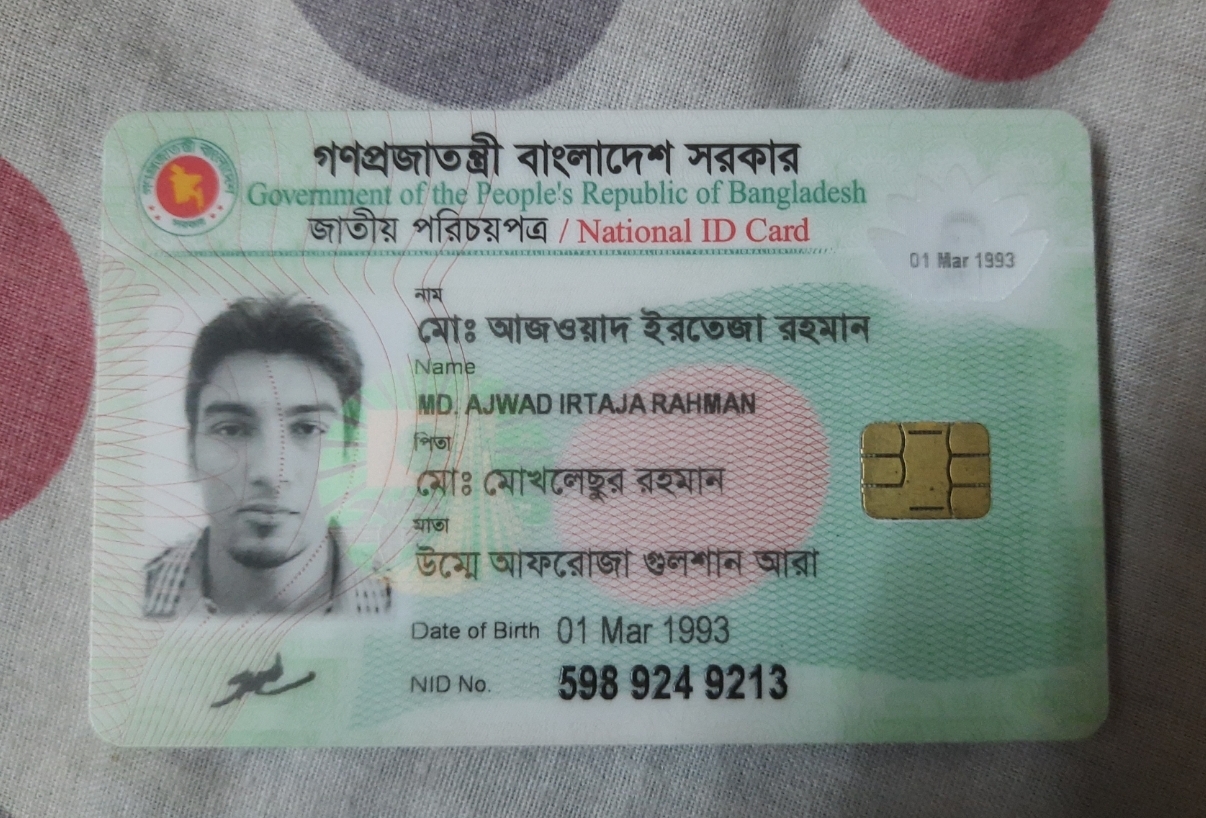 গণপ্রজাতন্ত্রী বাংলাদেশ সরকার
Government of the People's Republic of Bangladesh
জাতীয় পরিচয়পত্র / National ID Card
01 Mar 1993
নাম
মোঃ আজওয়াদ ইরতেজা রহমান
Name
MD. AJWAD IRTAJA RAHMAN
পিতা
মোঃ মোখলেছুর রহমান
মাতা
উম্মে আফরোজা গুলশান আরা
Date of Birth 01 Mar 1993
NID No. 598 924 9213